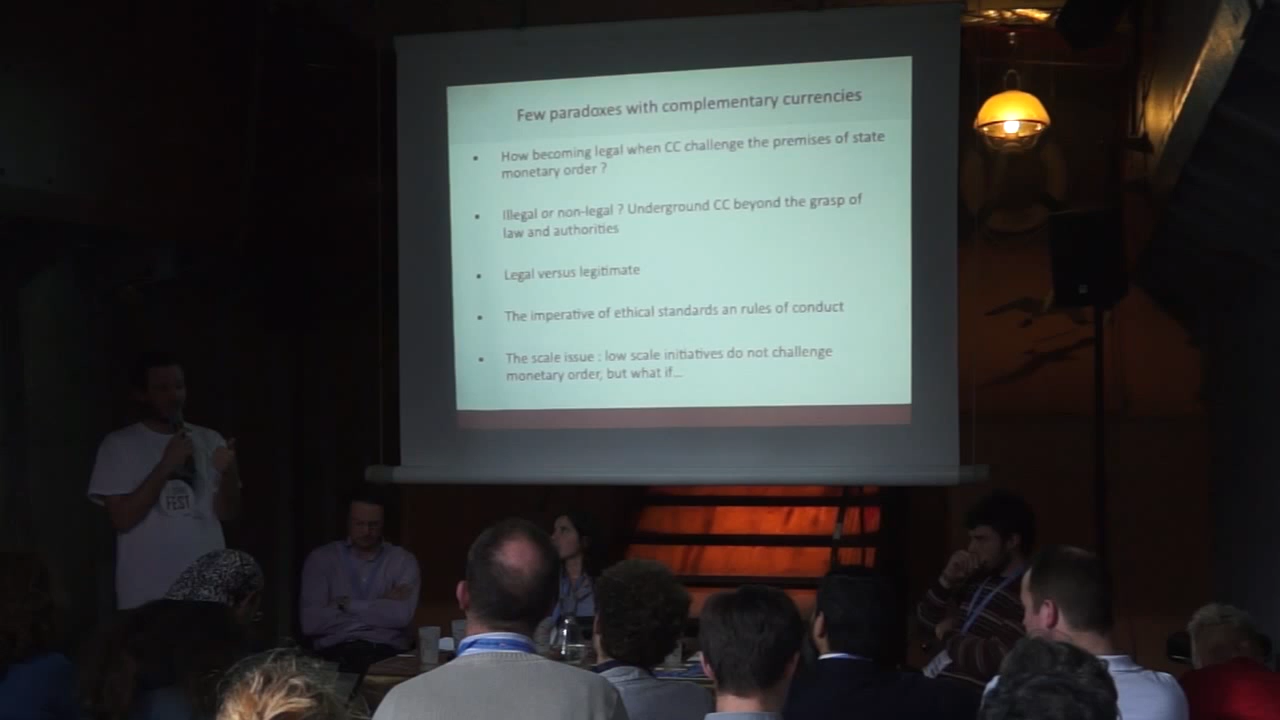 Few paradoxes with complementary currencies
• How becoming legal when CC challenge the premises of state
monetary order ?
• Illegal or non-legal ? Underground CC beyond the grasp of
law and authorities
• Legal versus legitimate
• The imperative of ethical standards an rules of conduct
• The scale issue : low scale initiatives do not challenge
monetary order, but what if...
FEST